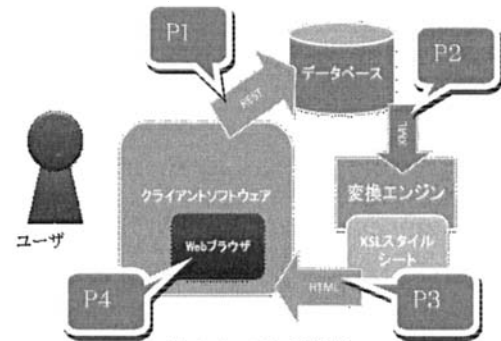 P1
データベース
P2
REST
XML
クライアントソフトウェア
変換エンジン
ユーザ
Webブラウザ
XSLスタイル
シート
P4
HTML
P3